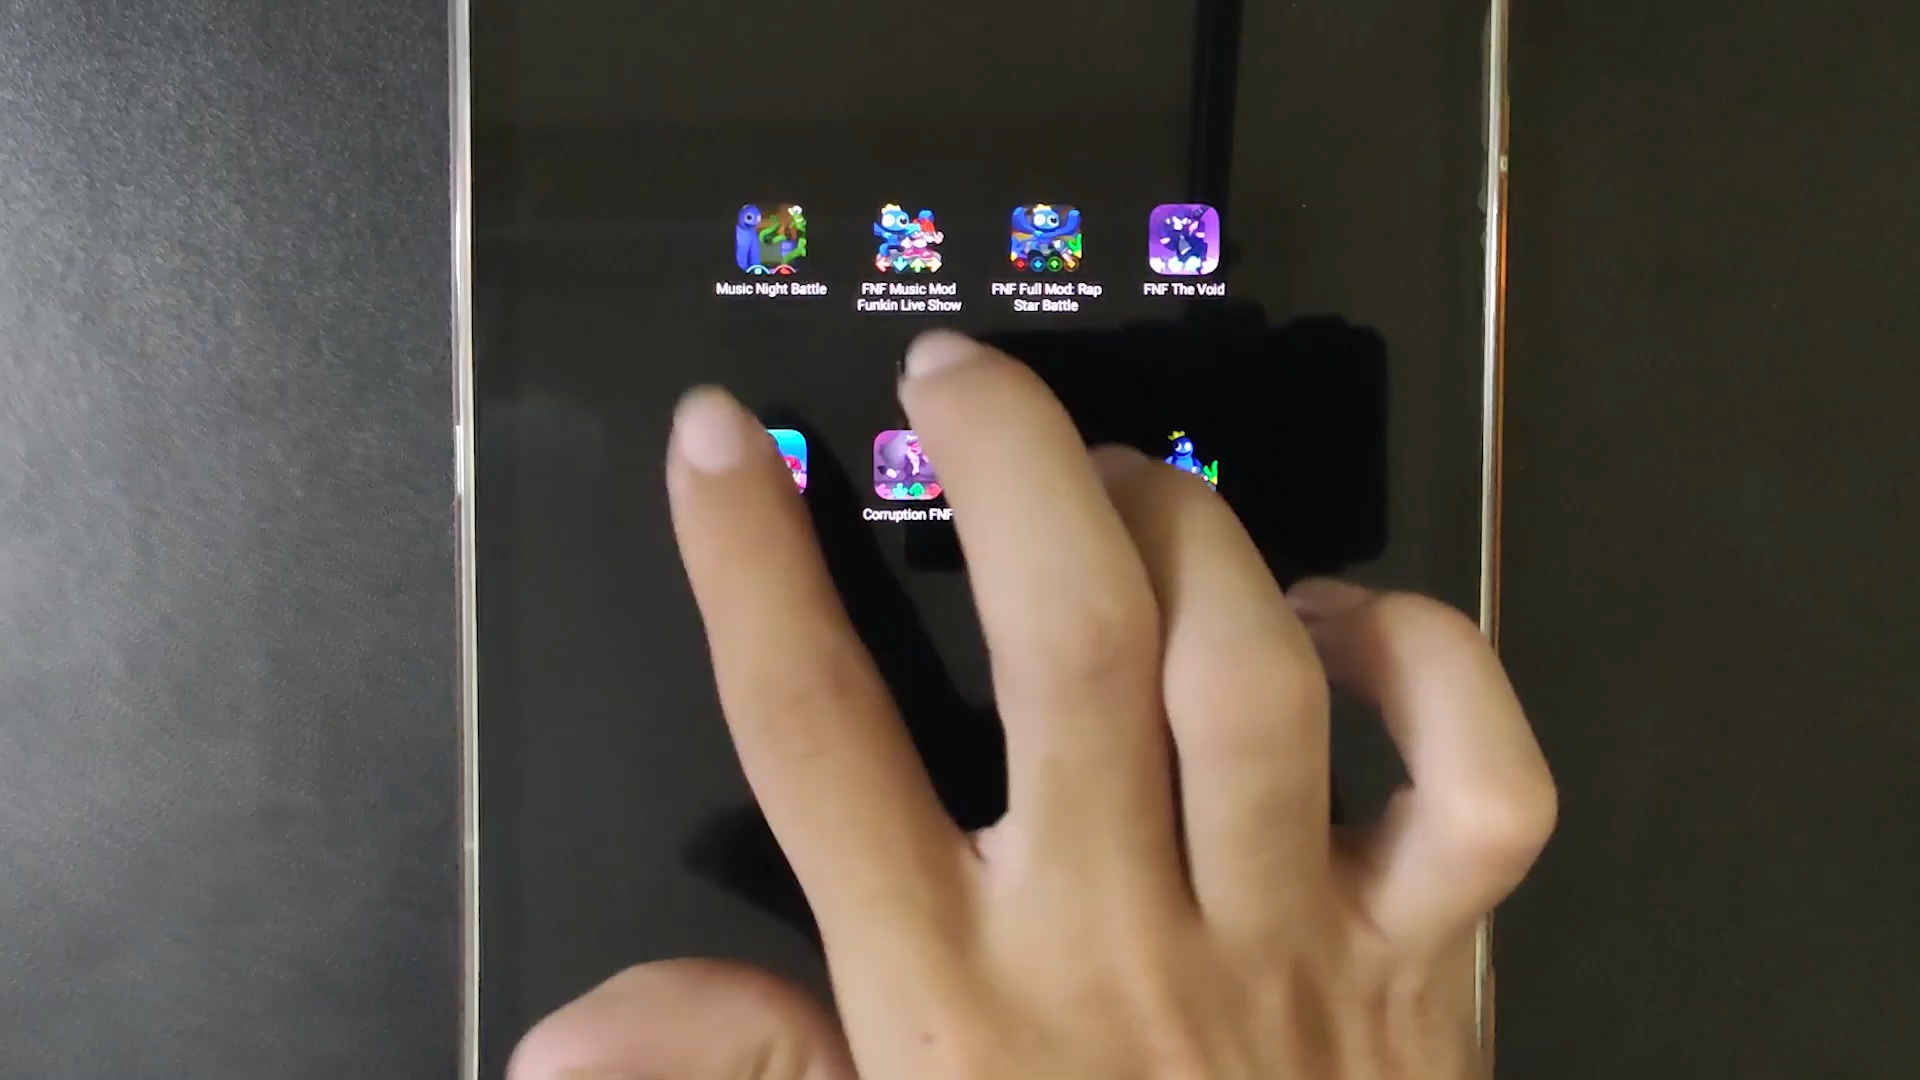 Music Night Battle
FNF Music Mod
Funkin Live Show
FNF Full Mod: Rap
Star Battle
FNF The Void
Corruption FNF